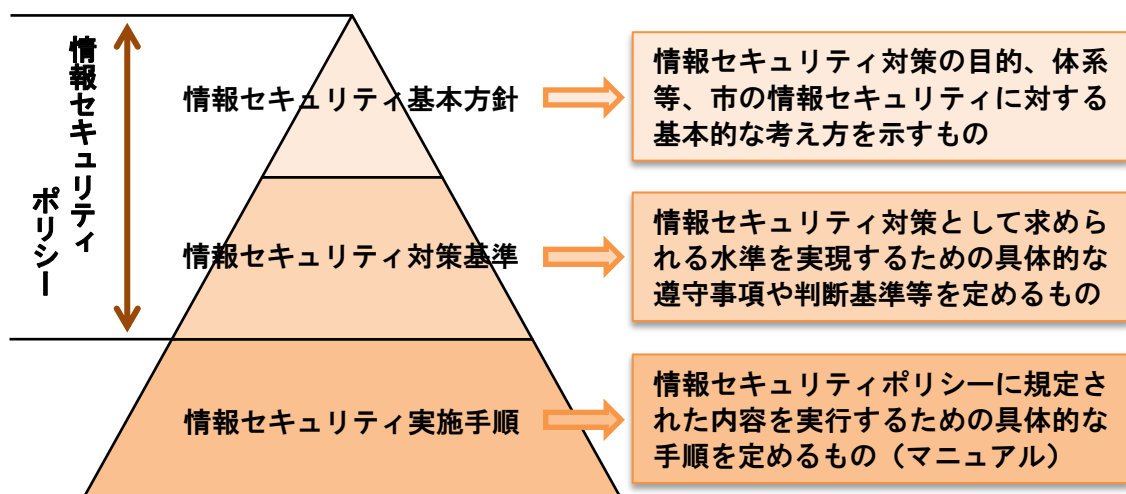 情報セキュリティ
ポリシー
情報セキュリティ基本方針
情報セキュリティ対策の目的、体系
等、市の情報セキュリティに対する
基本的な考え方を示すもの
情報セキュリティ対策基準
情報セキュリティ対策として求めら
れる水準を実現するための具体的な
遵守事項や判断基準等を定めるもの
情報セキュリティ実施手順
情報セキュリティポリシーに規定さ
れた内容を実行するための具体的な
手順を定めるもの（マニュアル）